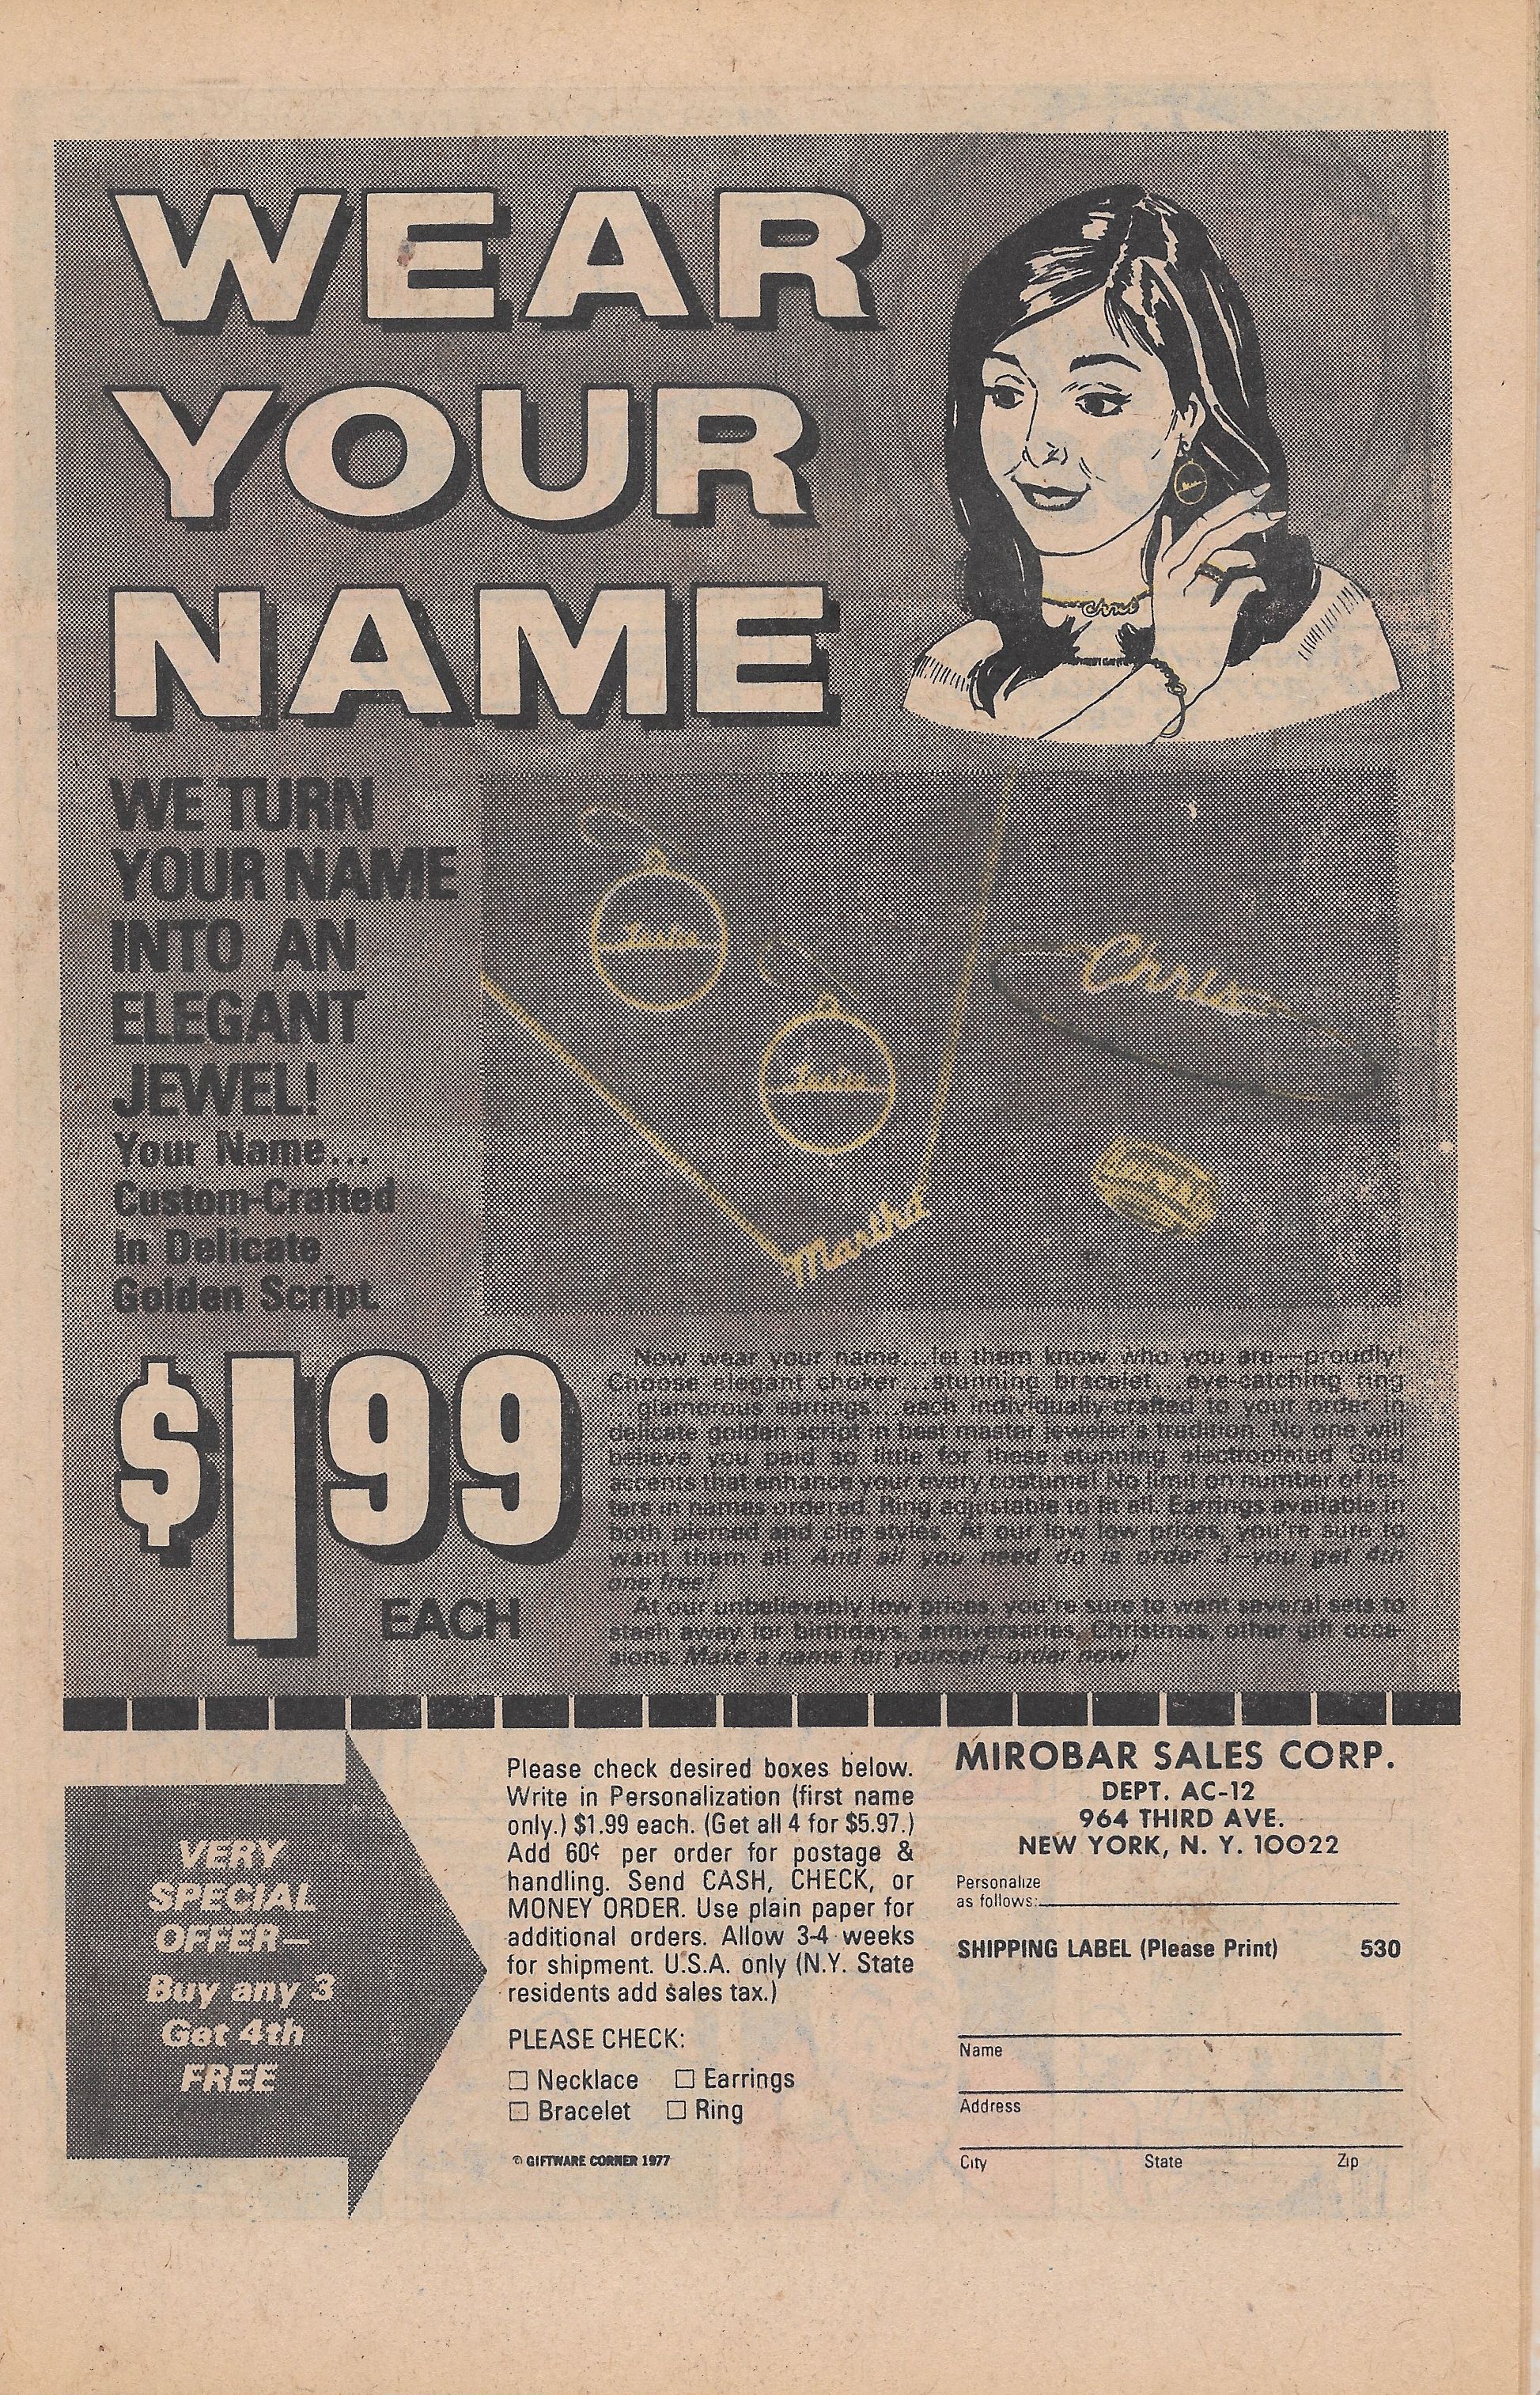 WEAR
YOUR
NAME
WE TURN
YOUR NAME
INTO AN
ELEGANT
JEWEL!
Your Name...
Custom-Crafted
in Delicate
Golden Script.
Chris
Martha
$1.99
EACH
Now wear your name...let them know who you are—proudly!
Choose elegant choker...stunning bracelet...eye-catching ring
...glamorous earrings...each individually-crafted to your order in
delicate golden script in best master jeweler's tradition. No one will
believe you paid so little for these stunning electroplated Gold
accents that enhance your every costume! No limit on number of let-
ters in names ordered. Ring adjustable to fit all. Earrings available in
both pierced and clip styles. At our low low prices, you're sure to
want them all. And all you need do is order 3—you get 4th
one free!
At our unbelievably low prices, you're sure to want several sets to
stash away for birthdays, anniversaries, Christmas, other gift occa-
sions. Make a name for yourself—order now!
VERY
SPECIAL
OFFER—
Buy any 3
Get 4th
FREE
Please check desired boxes below.
Write in Personalization (first name
only.) $1.99 each. (Get all 4 for $5.97.)
Add 60¢ per order for postage &
handling. Send CASH, CHECK, or
MONEY ORDER. Use plain paper for
additional orders. Allow 3-4 weeks
for shipment. U.S.A. only (N.Y. State
residents add sales tax.)
PLEASE CHECK:
□ Necklace □ Earrings
□ Bracelet □ Ring
© GIFTWARE CORNER 1977
MIROBAR SALES CORP.
DEPT. AC-12
964 THIRD AVE.
NEW YORK, N. Y. 10022
Personalize
as follows:
SHIPPING LABEL (Please Print) 530
Name
Address
City State Zip